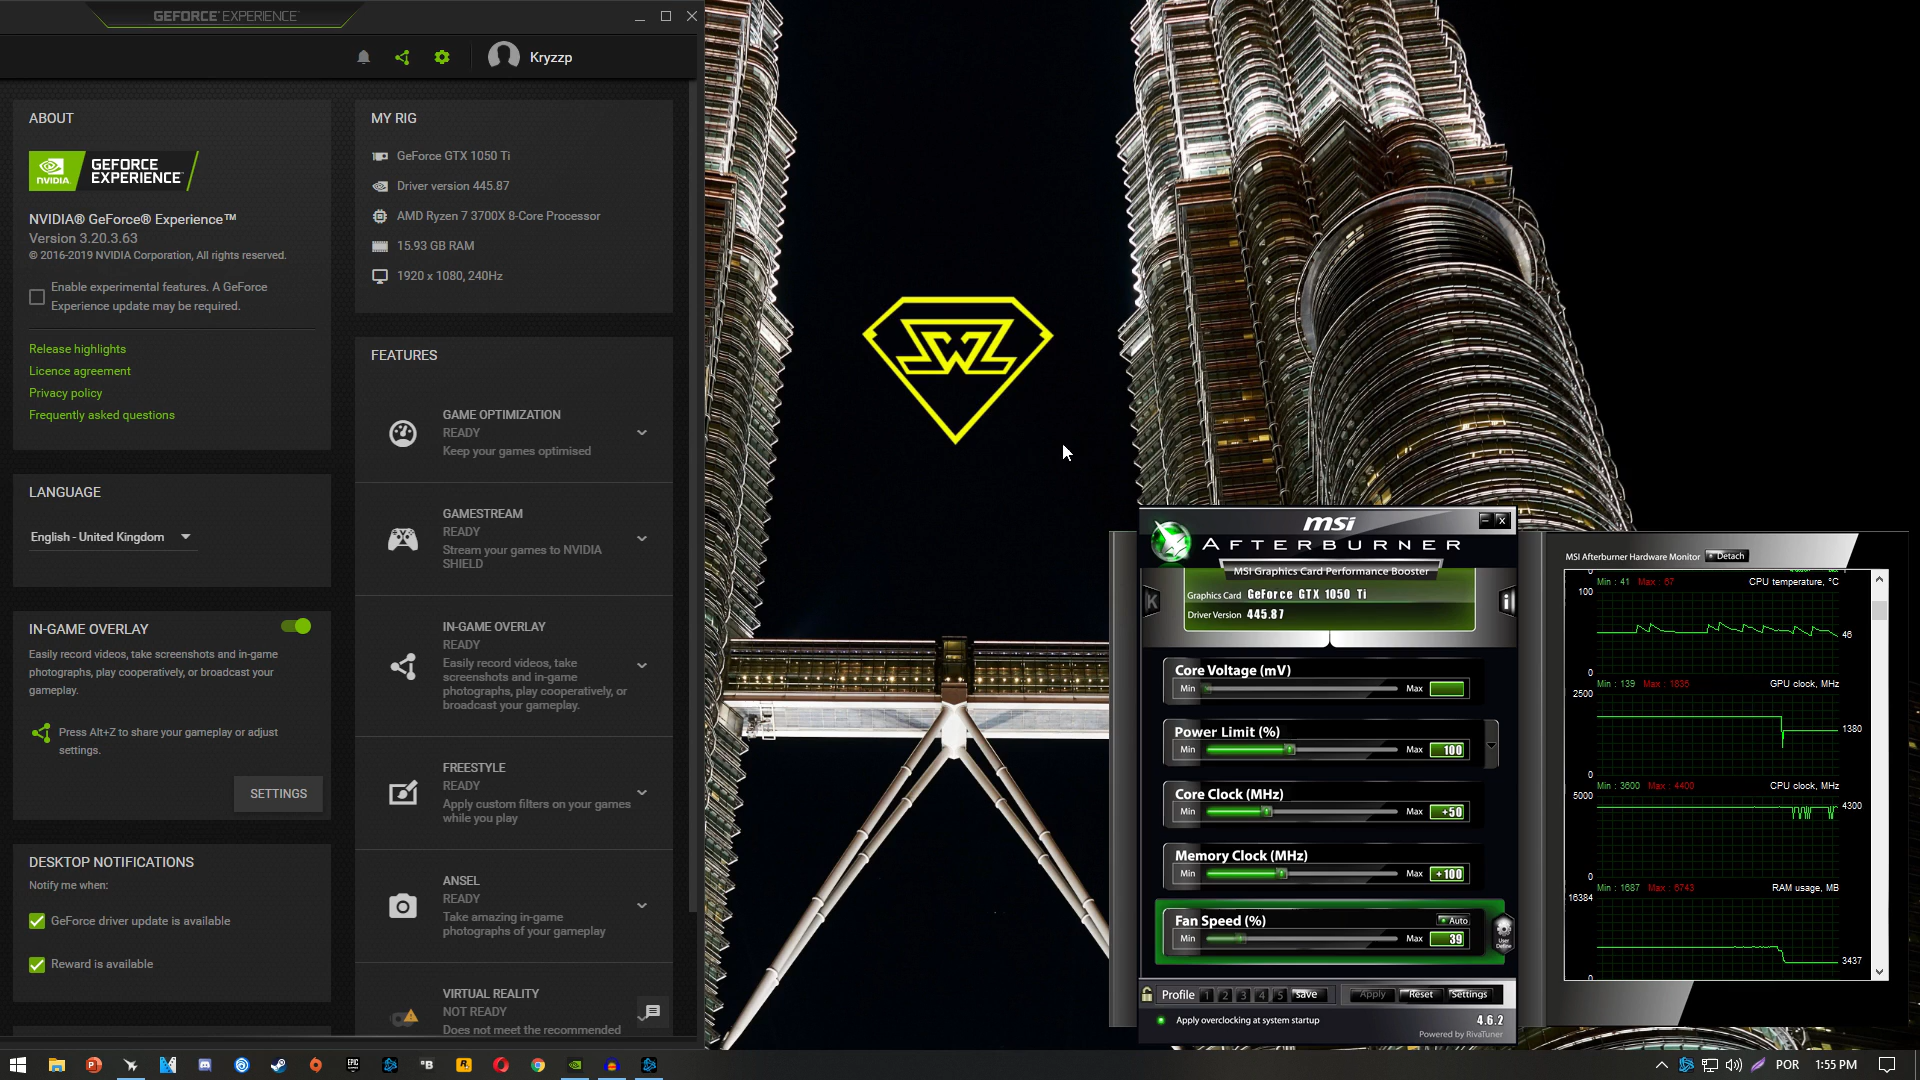 GEFORCE® EXPERIENCE™
Kryzzp
ABOUT
NVIDIA.
GEFORCE
EXPERIENCE
NVIDIA® GeForce® Experience™
Version 3.20.3.63
© 2016-2019 NVIDIA Corporation, All rights reserved.
Enable experimental features. A GeForce
Experience update may be required.
Release highlights
Licence agreement
Privacy policy
Frequently asked questions
LANGUAGE
English - United Kingdom
IN-GAME OVERLAY
Easily record videos, take screenshots and in-game
photographs, play cooperatively, or broadcast your
gameplay.
Press Alt+Z to share your gameplay or adjust
settings.
SETTINGS
DESKTOP NOTIFICATIONS
Notify me when:
GeForce driver update is available
Reward is available
MY RIG
GeForce GTX 1050 Ti
Driver version 445.87
AMD Ryzen 7 3700X 8-Core Processor
15.93 GB RAM
1920 x 1080, 240Hz
FEATURES
GAME OPTIMIZATION
READY
Keep your games optimised
GAMESTREAM
READY
Stream your games to NVIDIA
SHIELD
IN-GAME OVERLAY
READY
Easily record videos, take
screenshots and in-game
photographs, play cooperatively, or
broadcast your gameplay.
FREESTYLE
READY
Apply custom filters on your games
while you play
ANSEL
READY
Take amazing in-game
photographs of your gameplay
VIRTUAL REALITY
NOT READY
Does not meet the recommended
msi
AFTERBURNER
MSI Graphics Card Performance Booster
K
i
Graphics Card GeForce GTX 1050 Ti
Driver Version 445.87
Core Voltage (mV)
Min Max
Power Limit (%)
Min Max 100
Core Clock (MHz)
Min Max +50
Memory Clock (MHz)
Min Max +100
Fan Speed (%) Auto
Min Max 39
User
Define
Profile 1 2 3 4 5 save Apply Reset Settings
Apply overclocking at system startup 4.6.2
Powered by RivaTuner
MSI Afterburner Hardware Monitor Detach
0
Min : 41 Max : 67 CPU temperature, °C
100
46
0
Min : 139 Max : 1835 GPU clock, MHz
2500
1380
0
Min : 3600 Max : 4400 CPU clock, MHz
5000
4300
0
Min : 1687 Max : 6743 RAM usage, MB
16384
3437
0
EPIC
B
R
POR
1:55 PM